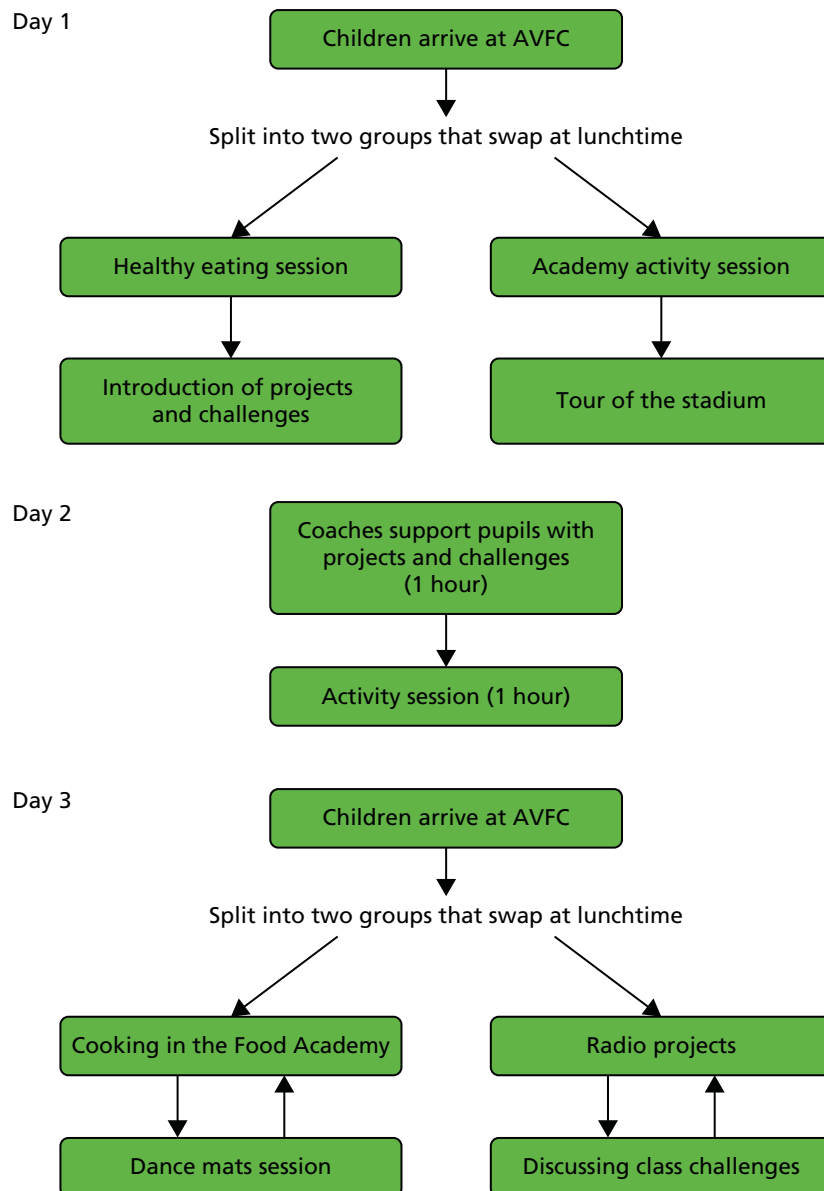 Day 1
Children arrive at AVFC
Split into two groups that swap at lunchtime
Healthy eating session
Academy activity session
Introduction of projects
and challenges
Tour of the stadium
Day 2
Coaches support pupils with
projects and challenges
(1 hour)
Activity session (1 hour)
Day 3
Children arrive at AVFC
Split into two groups that swap at lunchtime
Cooking in the Food Academy
Radio projects
Dance mats session
Discussing class challenges